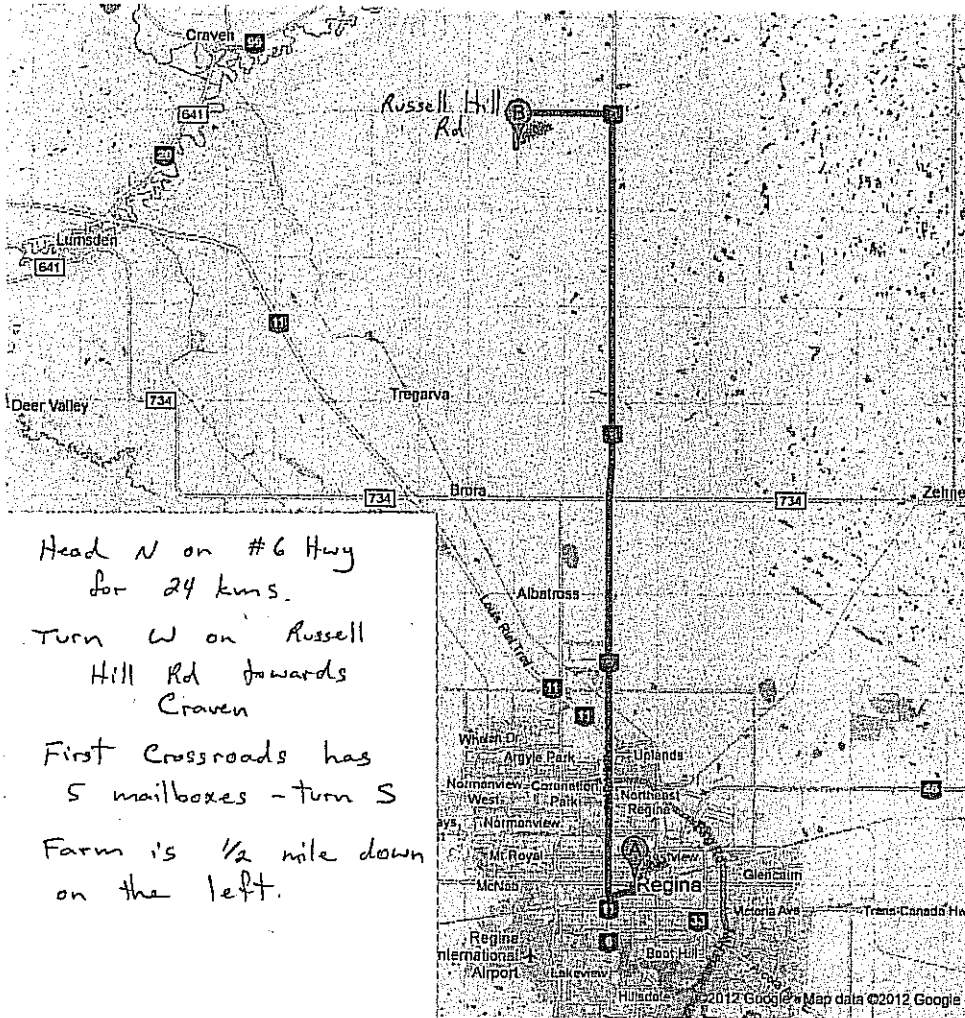 Craven
641
20
Russell Hill
Rd
B
Lumsden
641
11
Tregarva
Deer Valley
734
734
Brora
734
Head N on #6 Hwy
for 24 kms.
Turn W on Russell
Hill Rd towards
Craven
First Crossroads has
5 mailboxes - turn S
Farm is 1/2 mile down
on the left.
Albatross
Louis Riel Trail
11
11
Argyle Park
Uplands
Normanview
West
Coronation
Park
Northeast
Regina
46
Normanview
Mt Royal
A
McNab
Regina
Glencairn
11
33
Victoria Ave
Trans-Canada Hw
6
Regina
International
Airport
Lakeview
Boot Hill
Hillsdale
©2012 Google - Map data ©2012 Google